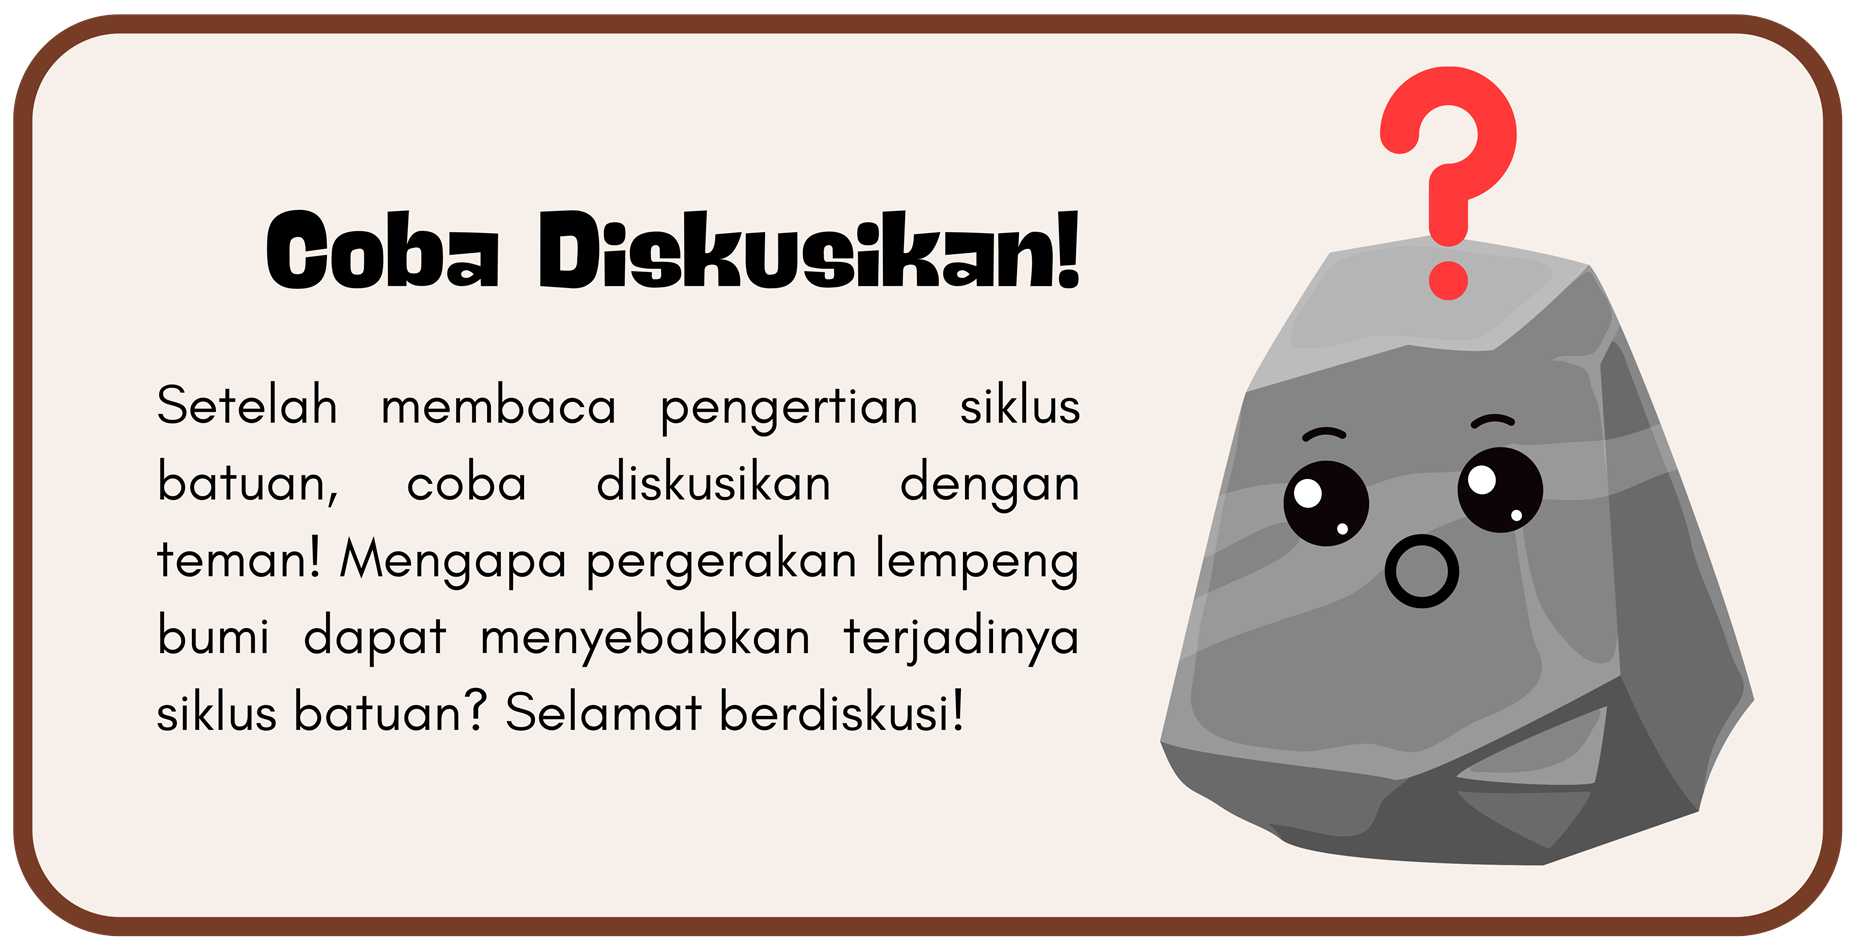 Coba Diskusikan!
Setelah membaca pengertian siklus
batuan, coba diskusikan dengan
teman! Mengapa pergerakan lempeng
bumi dapat menyebabkan terjadinya
siklus batuan? Selamat berdiskusi!
?